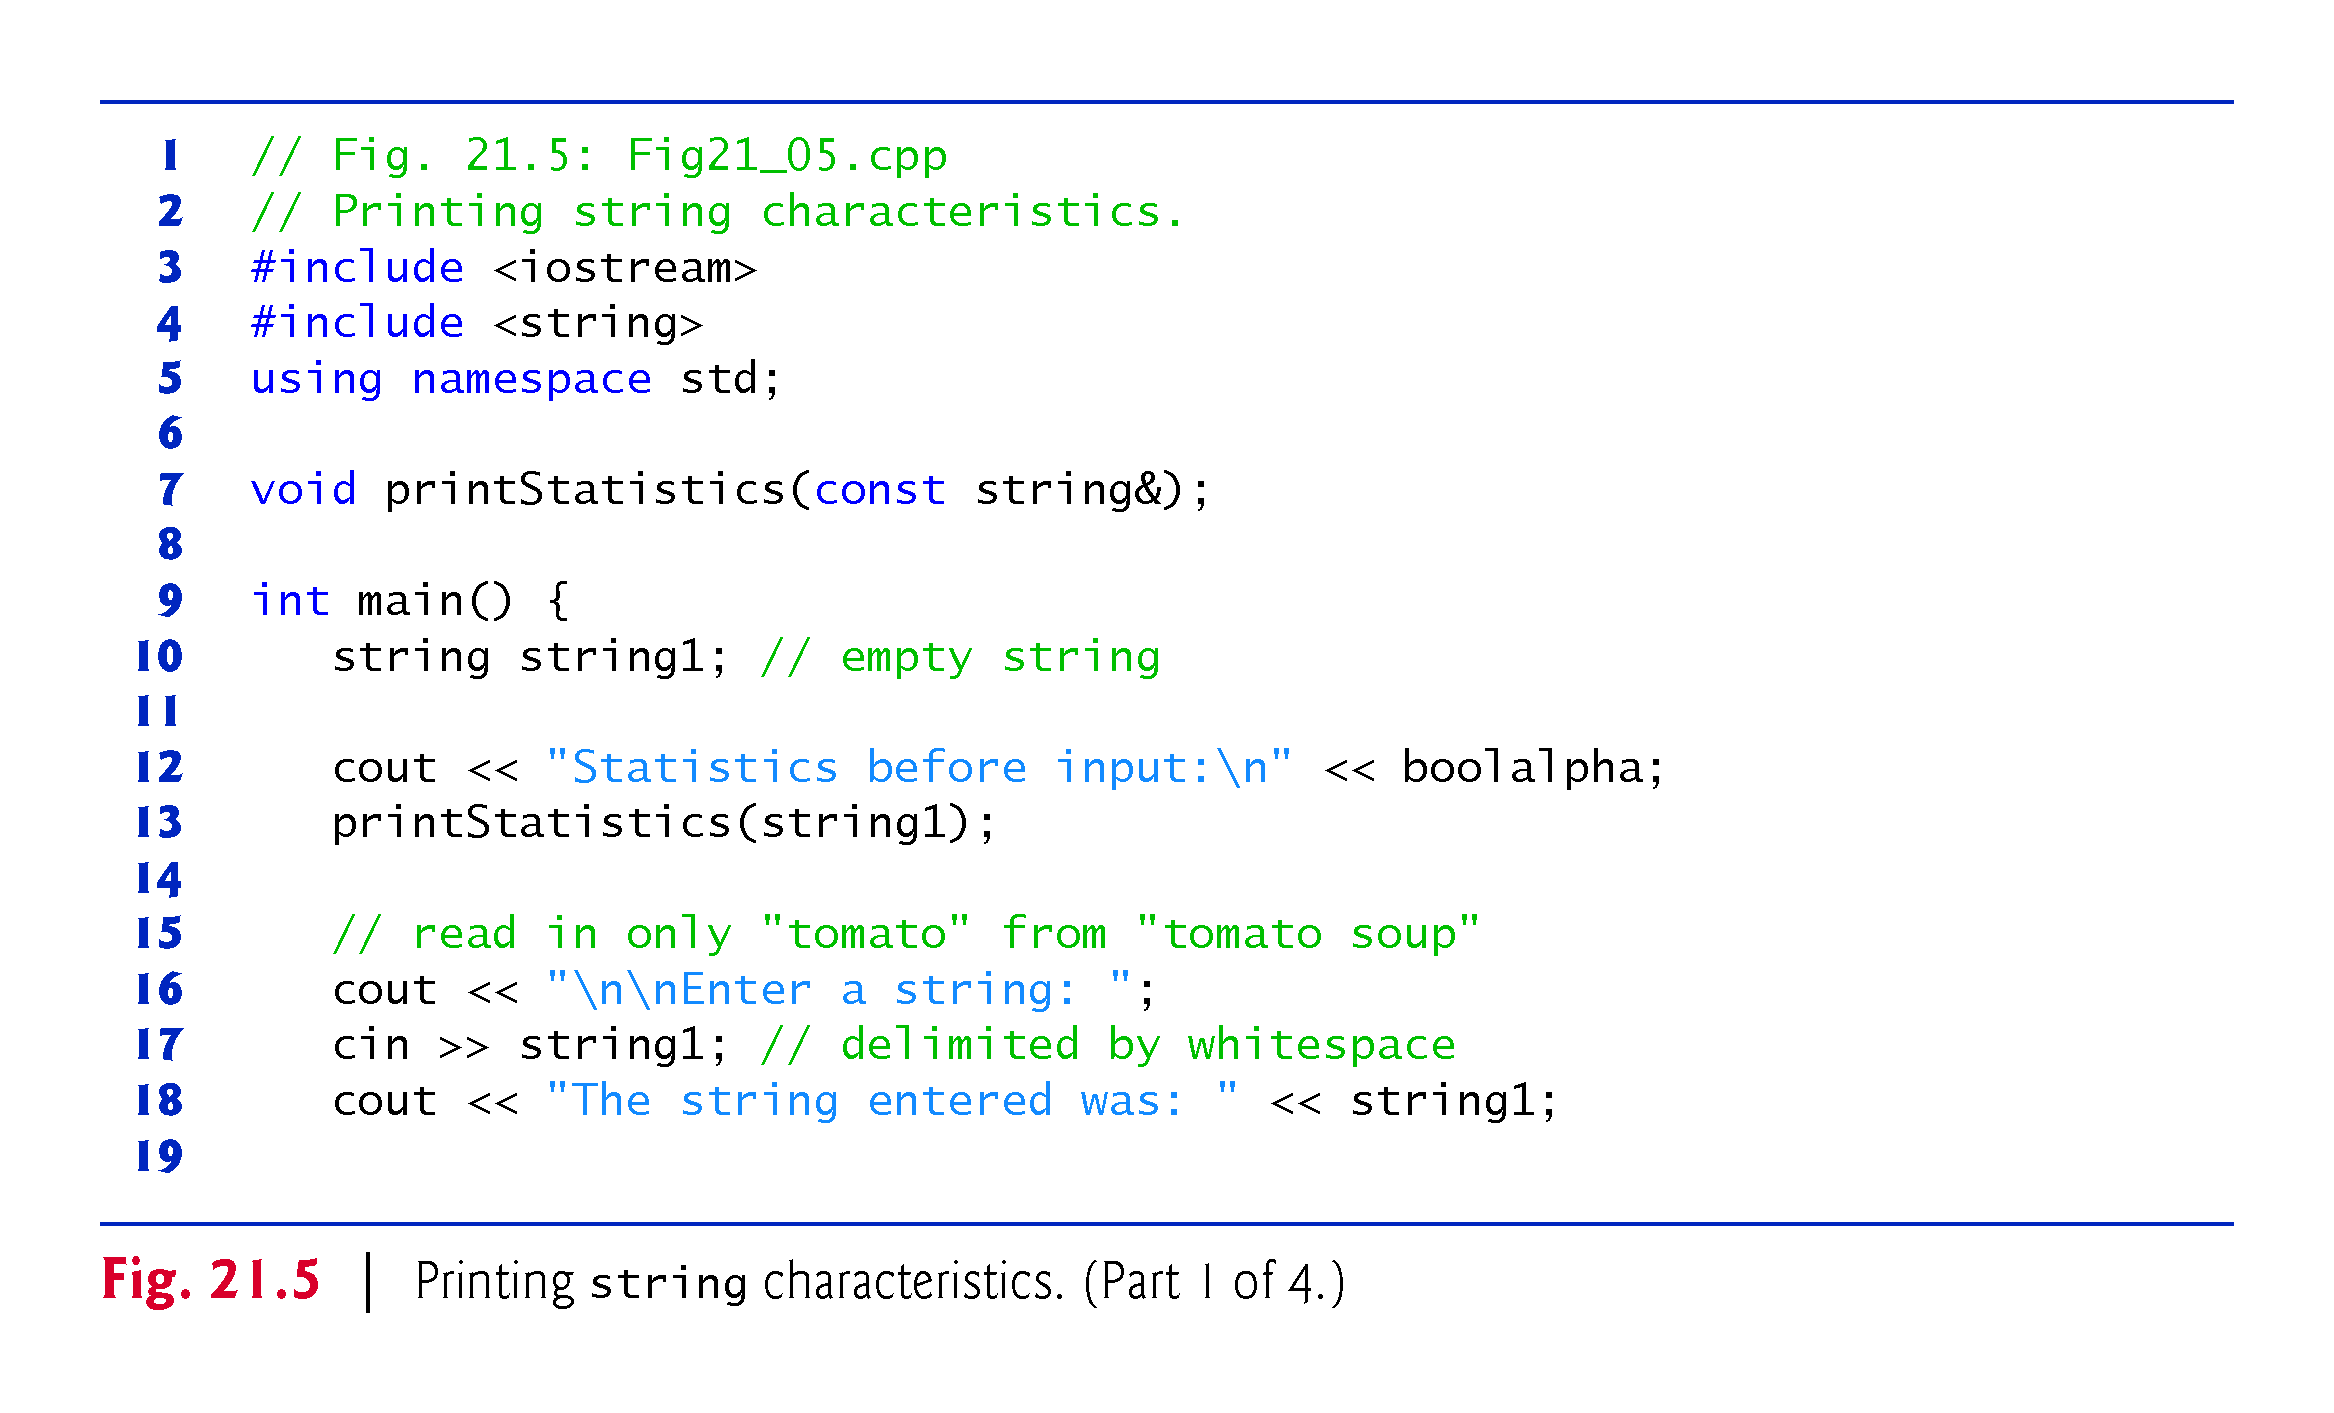 1 // Fig. 21.5: Fig21_05.cpp
2 // Printing string characteristics.
3 #include <iostream>
4 #include <string>
5 using namespace std;
6
7 void printStatistics(const string&);
8
9 int main() {
10    string string1; // empty string
11
12    cout << "Statistics before input:\n" << boolalpha;
13    printStatistics(string1);
14
15    // read in only "tomato" from "tomato soup"
16    cout << "\n\nEnter a string: ";
17    cin >> string1; // delimited by whitespace
18    cout << "The string entered was: " << string1;
19
Fig. 21.5 | Printing string characteristics. (Part 1 of 4.)